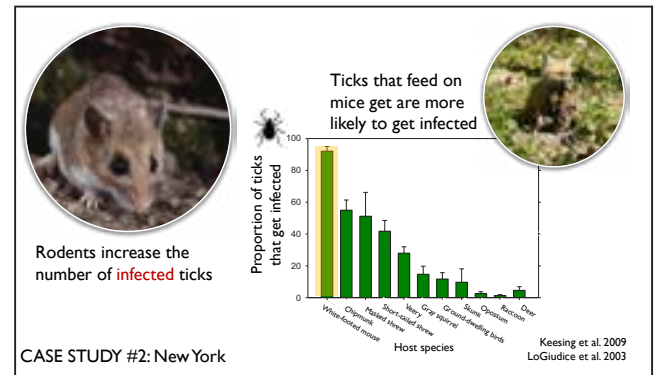 Ticks that feed on
mice get are more
likely to get infected
Rodents increase the
number of infected ticks
Proportion of ticks
that get infected
100
80
60
40
20
0
White-footed mouse
Chipmunk
Masked shrew
Short-tailed shrew
Veery
Gray squirrel
Ground-dwelling birds
Skunk
Opossum
Raccoon
Deer
Host species
CASE STUDY #2: New York
Keesing et al. 2009
LoGiudice et al. 2003